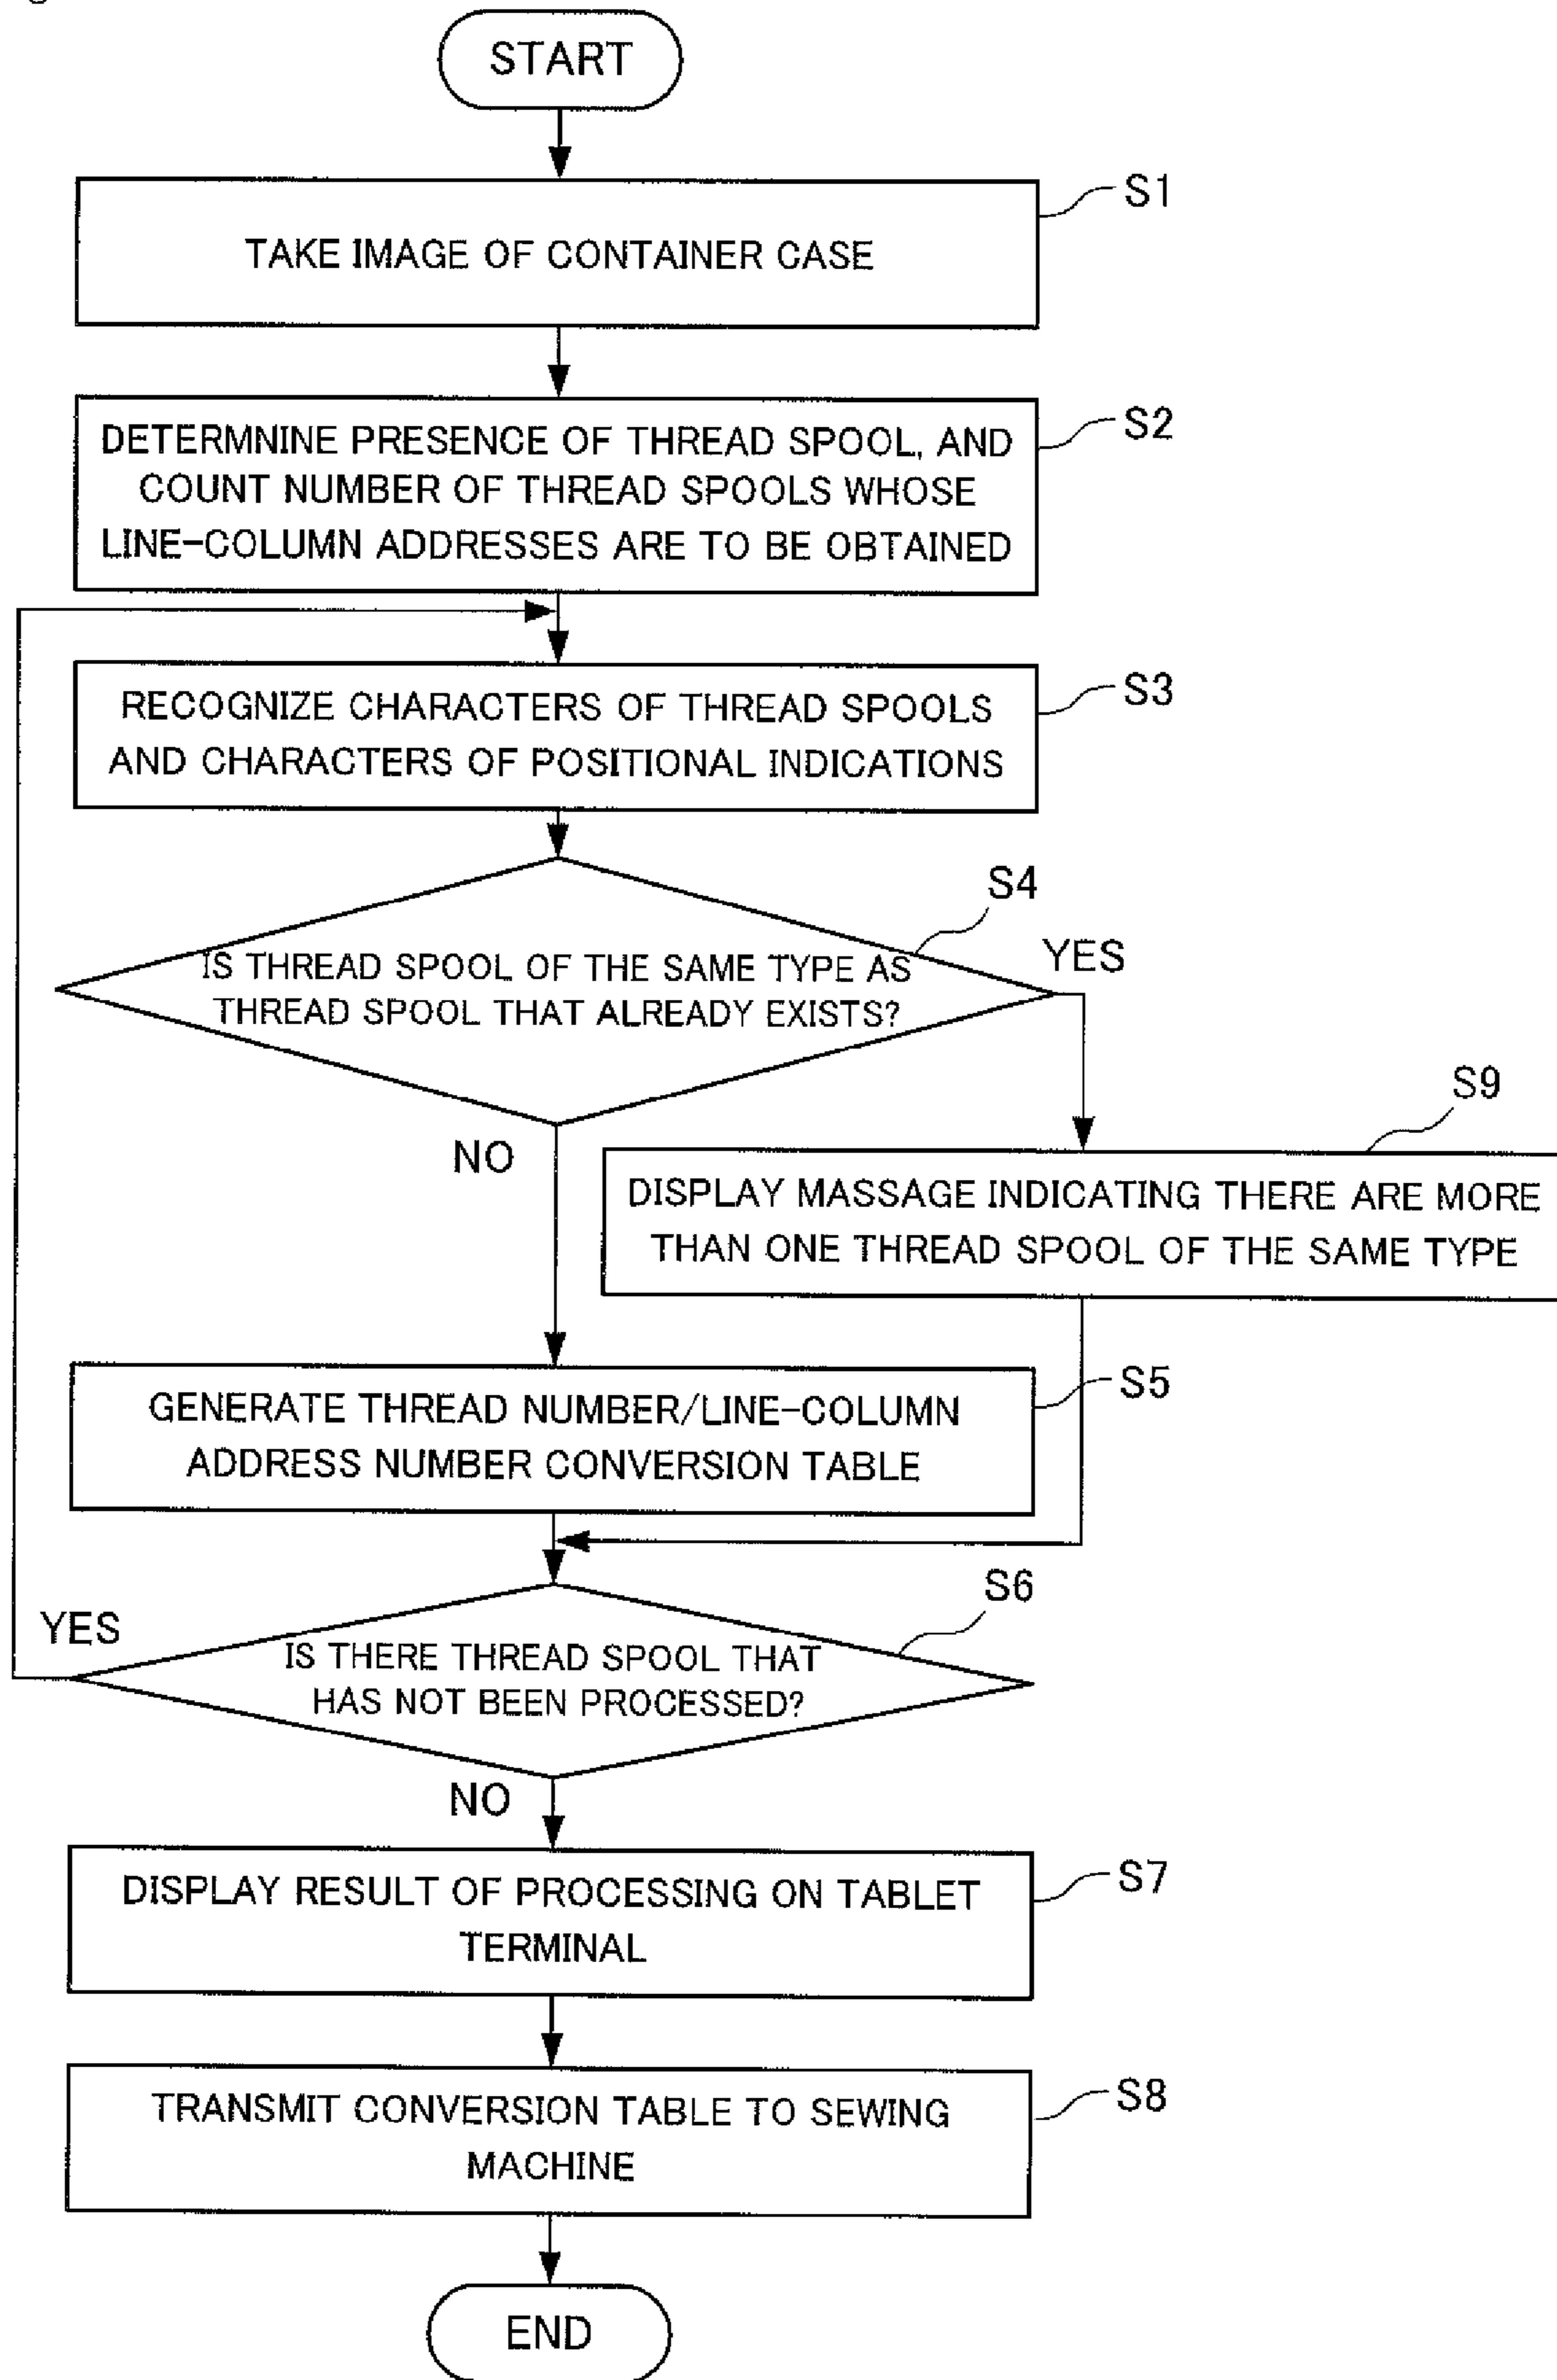 START
S1
TAKE IMAGE OF CONTAINER CASE
S2
DETERMNINE PRESENCE OF THREAD SPOOL, AND
COUNT NUMBER OF THREAD SPOOLS WHOSE
LINE-COLUMN ADDRESSES ARE TO BE OBTAINED
S3
RECOGNIZE CHARACTERS OF THREAD SPOOLS
AND CHARACTERS OF POSITIONAL INDICATIONS
S4
IS THREAD SPOOL OF THE SAME TYPE AS
THREAD SPOOL THAT ALREADY EXISTS?
YES
NO
S9
DISPLAY MASSAGE INDICATING THERE ARE MORE
THAN ONE THREAD SPOOL OF THE SAME TYPE
S5
GENERATE THREAD NUMBER/LINE-COLUMN
ADDRESS NUMBER CONVERSION TABLE
S6
YES
IS THERE THREAD SPOOL THAT
HAS NOT BEEN PROCESSED?
NO
S7
DISPLAY RESULT OF PROCESSING ON TABLET
TERMINAL
S8
TRANSMIT CONVERSION TABLE TO SEWING
MACHINE
END